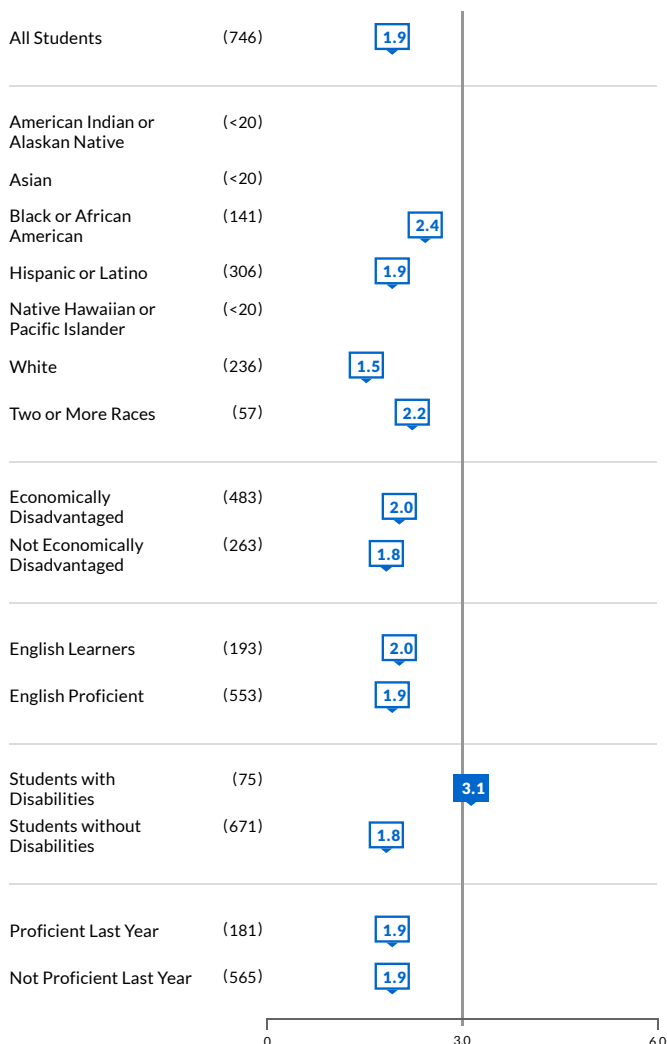 All Students (746) 1.9
American Indian or (<20)
Alaskan Native
Asian (<20)
Black or African (141) 2.4
American
Hispanic or Latino (306) 1.9
Native Hawaiian or (<20)
Pacific Islander
White (236) 1.5
Two or More Races (57) 2.2
Economically (483) 2.0
Disadvantaged
Not Economically (263) 1.8
Disadvantaged
English Learners (193) 2.0
English Proficient (553) 1.9
Students with (75) 3.1
Disabilities
Students without (671) 1.8
Disabilities
Proficient Last Year (181) 1.9
Not Proficient Last Year (565) 1.9
0 3.0 6.0